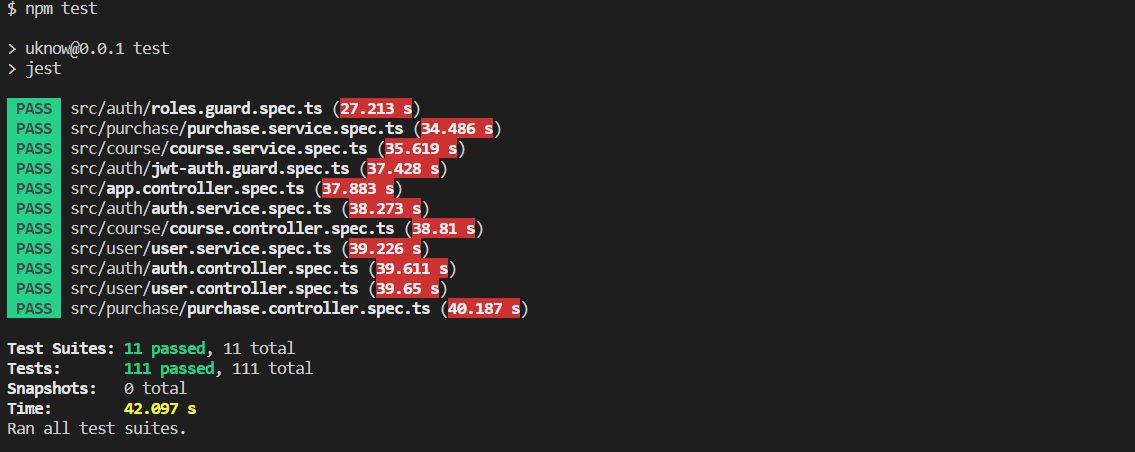 $ npm test
> uknow@0.0.1 test
> jest
PASS src/auth/roles.guard.spec.ts (27.213 s)
PASS src/purchase/purchase.service.spec.ts (34.486 s)
PASS src/course/course.service.spec.ts (35.619 s)
PASS src/auth/jwt-auth.guard.spec.ts (37.428 s)
PASS src/app.controller.spec.ts (37.883 s)
PASS src/auth/auth.service.spec.ts (38.273 s)
PASS src/course/course.controller.spec.ts (38.81 s)
PASS src/user/user.service.spec.ts (39.226 s)
PASS src/auth/auth.controller.spec.ts (39.611 s)
PASS src/user/user.controller.spec.ts (39.65 s)
PASS src/purchase/purchase.controller.spec.ts (40.187 s)
Test Suites: 11 passed, 11 total
Tests: 111 passed, 111 total
Snapshots: 0 total
Time: 42.097 s
Ran all test suites.